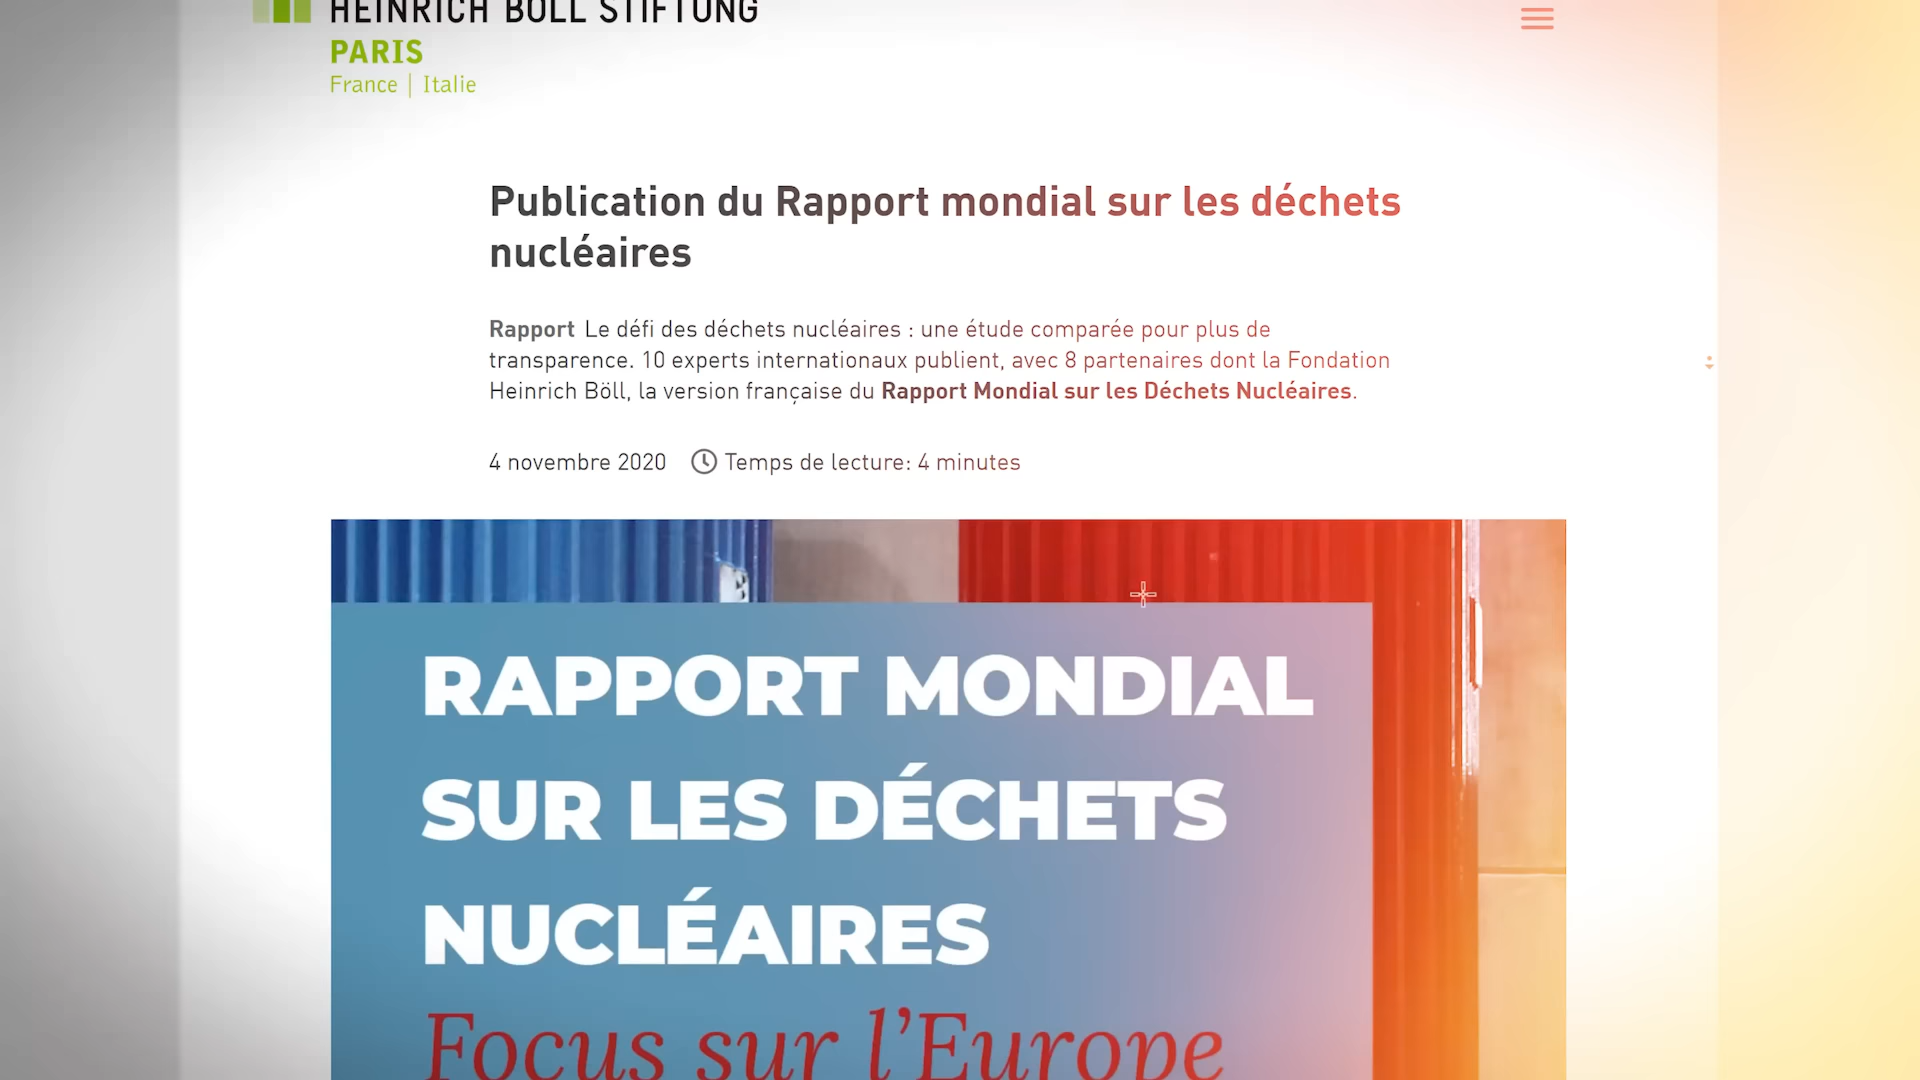 HEINRICH BÖLL STIFTUNG
PARIS
France | Italie
Publication du Rapport mondial sur les déchets
nucléaires
Rapport Le défi des déchets nucléaires : une étude comparée pour plus de
transparence. 10 experts internationaux publient, avec 8 partenaires dont la Fondation
Heinrich Böll, la version française du Rapport Mondial sur les Déchets Nucléaires.
4 novembre 2020 Temps de lecture: 4 minutes
RAPPORT MONDIAL
SUR LES DÉCHETS
NUCLÉAIRES
Focus sur l'Europe